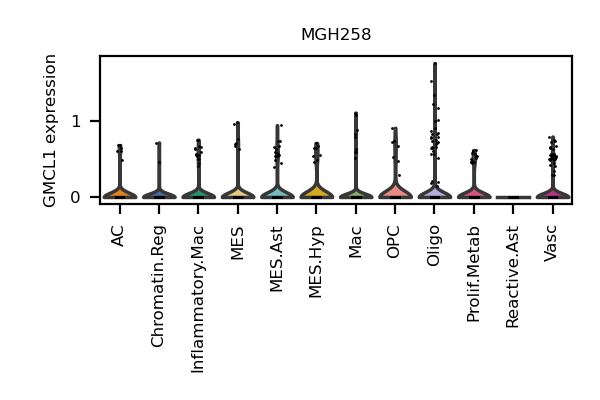 MGH258
GMCL1 expression
1
0
AC
Chromatin.Reg
Inflammatory.Mac
MES
MES.Ast
MES.Hyp
Mac
OPC
Oligo
Prolif.Metab
Reactive.Ast
Vasc